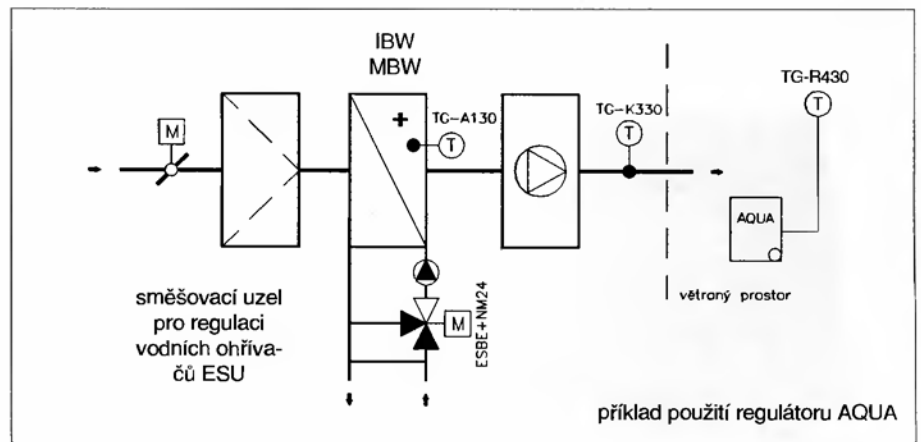 IBW
MBW
TG-A130
T
M
TG-K330
T
TG-R430
T
AQUA
větraný prostor
směšovací uzel
pro regulaci
vodních ohříva-
čů ESU
M
ESBE+NM24
příklad použití regulátoru AQUA